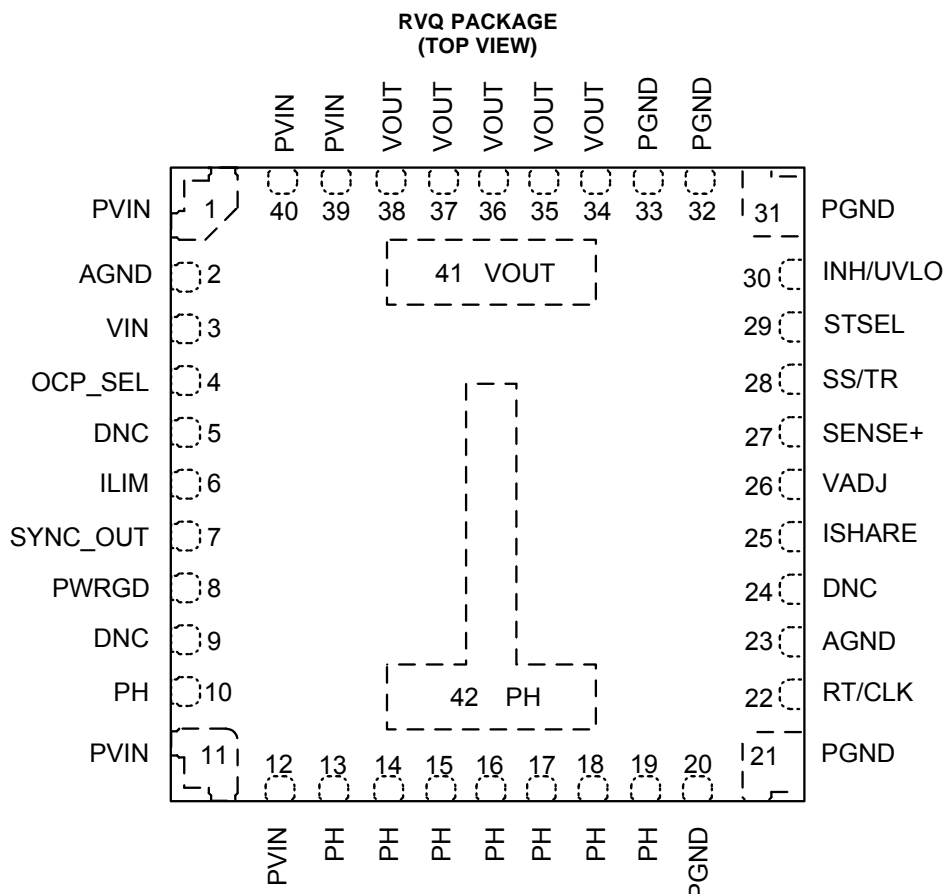 RVQ PACKAGE
(TOP VIEW)
PVIN PVIN VOUT VOUT VOUT VOUT VOUT PGND PGND
40 39 38 37 36 35 34 33 32
PVIN 1 31 PGND
AGND 2 41 VOUT 30 INH/UVLO
VIN 3 29 STSEL
OCP_SEL 4 28 SS/TR
DNC 5 27 SENSE+
ILIM 6 26 VADJ
SYNC_OUT 7 25 ISHARE
PWRGD 8 24 DNC
DNC 9 23 AGND
PH 10 42 PH 22 RT/CLK
PVIN 11 21 PGND
12 13 14 15 16 17 18 19 20
PVIN PH PH PH PH PH PH PH PGND